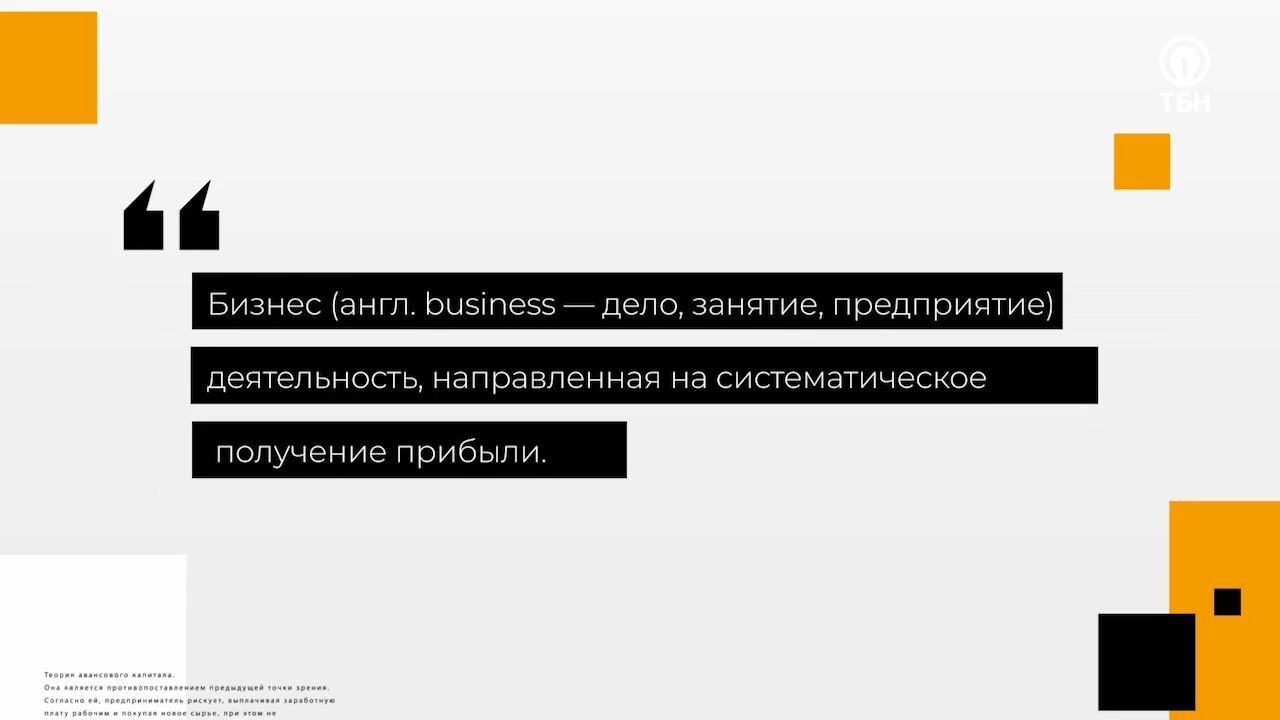 ТБН
Бизнес (англ. business — дело, занятие, предприятие)
деятельность, направленная на систематическое
получение прибыли.
Теория авансового капитала.
Она является противопоставлением предыдущей точки зрения.
Согласно ей, предприниматель рискует, выплачивая заработную
плату рабочим и покупая новое сырье, при этом не